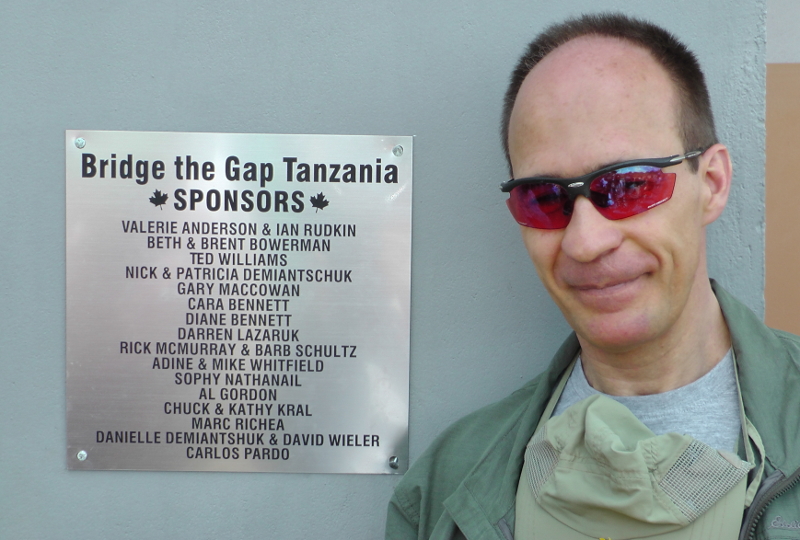 Bridge the Gap Tanzania
SPONSORS
VALERIE ANDERSON & IAN RUDKIN
BETH & BRENT BOWERMAN
TED WILLIAMS
NICK & PATRICIA DEMIANTSCHUK
GARY MACCOWAN
CARA BENNETT
DIANE BENNETT
DARREN LAZARUK
RICK MCMURRAY & BARB SCHULTZ
ADINE & MIKE WHITFIELD
SOPHY NATHANAIL
AL GORDON
CHUCK & KATHY KRAL
MARC RICHEA
DANIELLE DEMIANTSHUK & DAVID WIELER
CARLOS PARDO